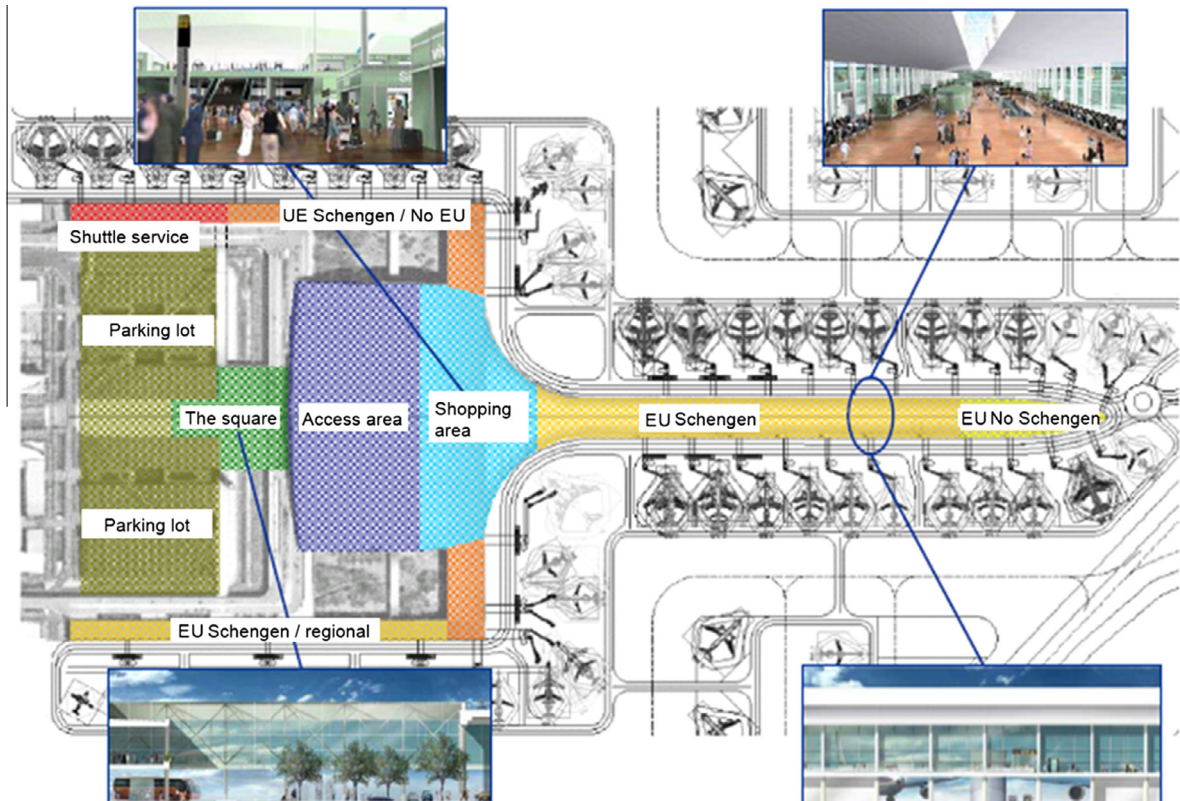 UE Schengen / No EU
Shuttle service
Parking lot
The square
Access area
Shopping
area
EU Schengen
EU No Schengen
Parking lot
EU Schengen / regional